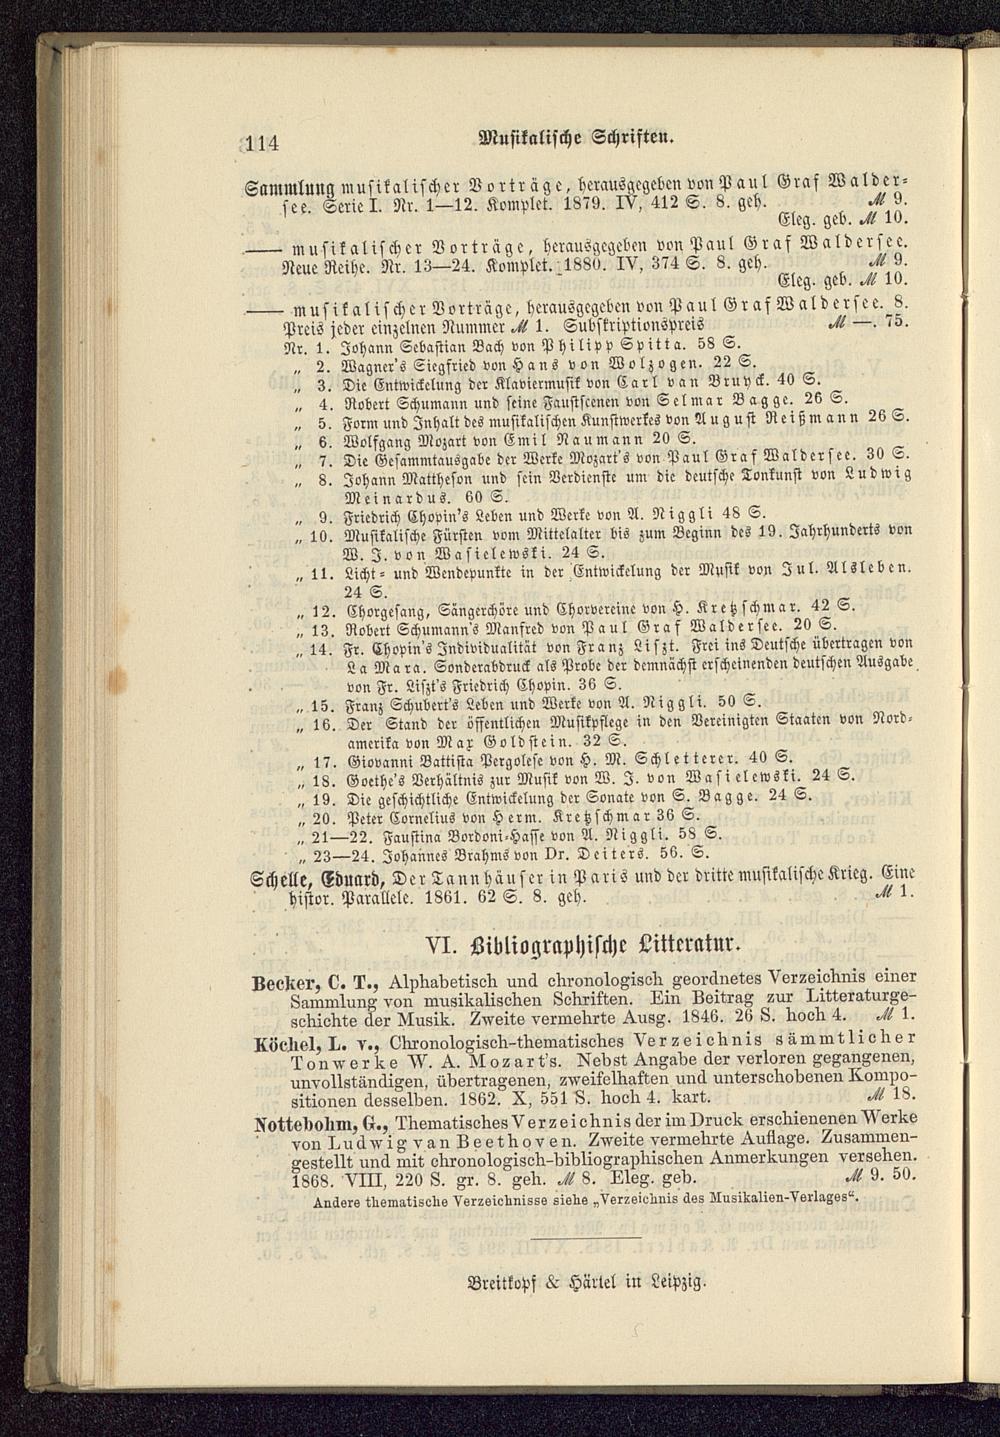 114
Musikalische Schriften.
Sammlung musikalischer Vorträge, herausgegeben von Paul Graf Walder-
see. Serie I. Nr. 1—12. Komplet. 1879. IV, 412 S. 8. geh. ℳ 9.
Eleg. geb. ℳ 10.
—— musikalischer Vorträge, herausgegeben von Paul Graf Waldersee.
Neue Reihe. Nr. 13—24. Komplet. 1880. IV, 374 S. 8. geh. ℳ 9.
Eleg. geb. ℳ 10.
—— musikalischer Vorträge, herausgegeben von Paul Graf Waldersee. 8.
Preis jeder einzelnen Nummer ℳ 1. Subskriptionspreis ℳ —. 75.
Nr. 1. Johann Sebastian Bach von Philipp Spitta. 58 S.
„ 2. Wagner's Siegfried von Hans von Wolzogen. 22 S.
„ 3. Die Entwickelung der Klaviermusik von Carl van Bruyck. 40 S.
„ 4. Robert Schumann und seine Faustscenen von Selmar Bagge. 26 S.
„ 5. Form und Inhalt des musikalischen Kunstwerkes von August Reißmann 26 S.
„ 6. Wolfgang Mozart von Emil Naumann 20 S.
„ 7. Die Gesammtausgabe der Werke Mozart's von Paul Graf Waldersee. 30 S.
„ 8. Johann Mattheson und sein Verdienste um die deutsche Tonkunst von Ludwig
Meinardus. 60 S.
„ 9. Friedrich Chopin's Leben und Werke von A. Niggli 48 S.
„ 10. Musikalische Fürsten vom Mittelalter bis zum Beginn des 19. Jahrhunderts von
W. J. von Wasielewski. 24 S.
„ 11. Licht- und Wendepunkte in der Entwickelung der Musik von Jul. Alsleben.
24 S.
„ 12. Chorgesang, Sängerchöre und Chorvereine von H. Kretzschmar. 42 S.
„ 13. Robert Schumann's Manfred von Paul Graf Waldersee. 20 S.
„ 14. Fr. Chopin's Individualität von Franz Liszt. Frei ins Deutsche übertragen von
La Mara. Sonderabdruck als Probe der demnächst erscheinenden deutschen Ausgabe
von Fr. Liszt's Friedrich Chopin. 36 S.
„ 15. Franz Schubert's Leben und Werke von A. Niggli. 50 S.
„ 16. Der Stand der öffentlichen Musikpflege in den Vereinigten Staaten von Nord-
amerika von Max Goldstein. 32 S.
„ 17. Giovanni Battista Pergolese von H. M. Schletterer. 40 S.
„ 18. Goethe's Verhältnis zur Musik von W. J. von Wasielewski. 24 S.
„ 19. Die geschichtliche Entwickelung der Sonate von S. Bagge. 24 S.
„ 20. Peter Cornelius von Herm. Kretzschmar 36 S.
„ 21—22. Faustina Bordoni-Hasse von A. Niggli. 58 S.
„ 23—24. Johannes Brahms von Dr. Deiters. 56. S.
Schelle, Eduard, Der Tannhäuser in Paris und der dritte musikalische Krieg. Eine
histor. Parallele. 1861. 62 S. 8. geh. ℳ 1.
VI. Bibliographische Litteratur.
Becker, C. T., Alphabetisch und chronologisch geordnetes Verzeichnis einer
Sammlung von musikalischen Schriften. Ein Beitrag zur Litteraturge-
schichte der Musik. Zweite vermehrte Ausg. 1846. 26 S. hoch 4. ℳ 1.
Köchel, L. v., Chronologisch-thematisches Verzeichnis sämmtlicher
Tonwerke W. A. Mozart's. Nebst Angabe der verloren gegangenen,
unvollständigen, übertragenen, zweifelhaften und unterschobenen Kompo-
sitionen desselben. 1862. X, 551 S. hoch 4. kart. ℳ 18.
Nottebohm, G., Thematisches Verzeichnis der im Druck erschienenen Werke
von Ludwig van Beethoven. Zweite vermehrte Auflage. Zusammen-
gestellt und mit chronologisch-bibliographischen Anmerkungen versehen.
1868. VIII, 220 S. gr. 8. geh. ℳ 8. Eleg. geb. ℳ 9. 50.
Andere thematische Verzeichnisse siehe „Verzeichnis des Musikalien-Verlages“.
Breitkopf & Härtel in Leipzig.